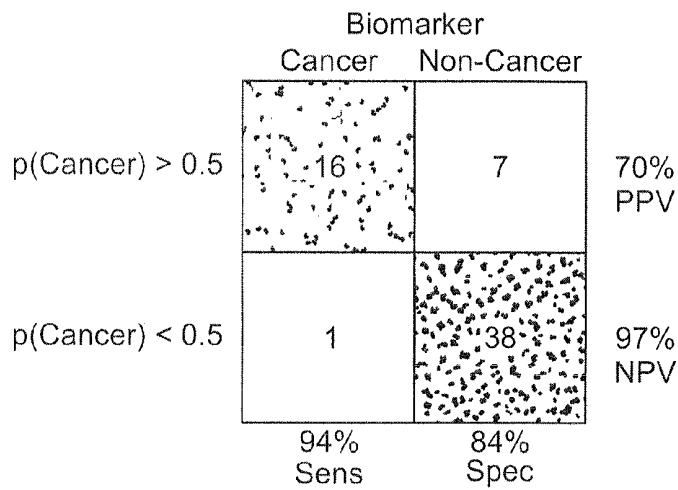 Biomarker
Cancer Non-Cancer
p(Cancer) > 0.5 16 7 70%
PPV
p(Cancer) < 0.5 1 38 97%
NPV
94% 84%
Sens Spec